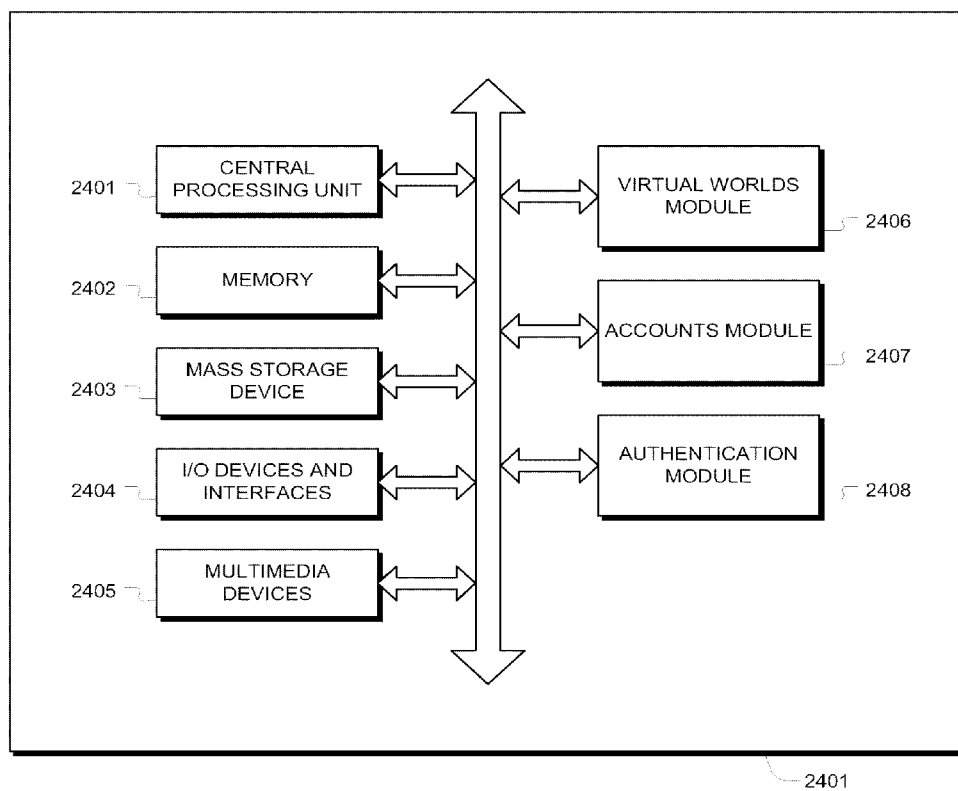 2401
CENTRAL
PROCESSING UNIT
2402
MEMORY
2403
MASS STORAGE
DEVICE
2404
I/O DEVICES AND
INTERFACES
2405
MULTIMEDIA
DEVICES
VIRTUAL WORLDS
MODULE
2406
ACCOUNTS MODULE
2407
AUTHENTICATION
MODULE
2408
2401